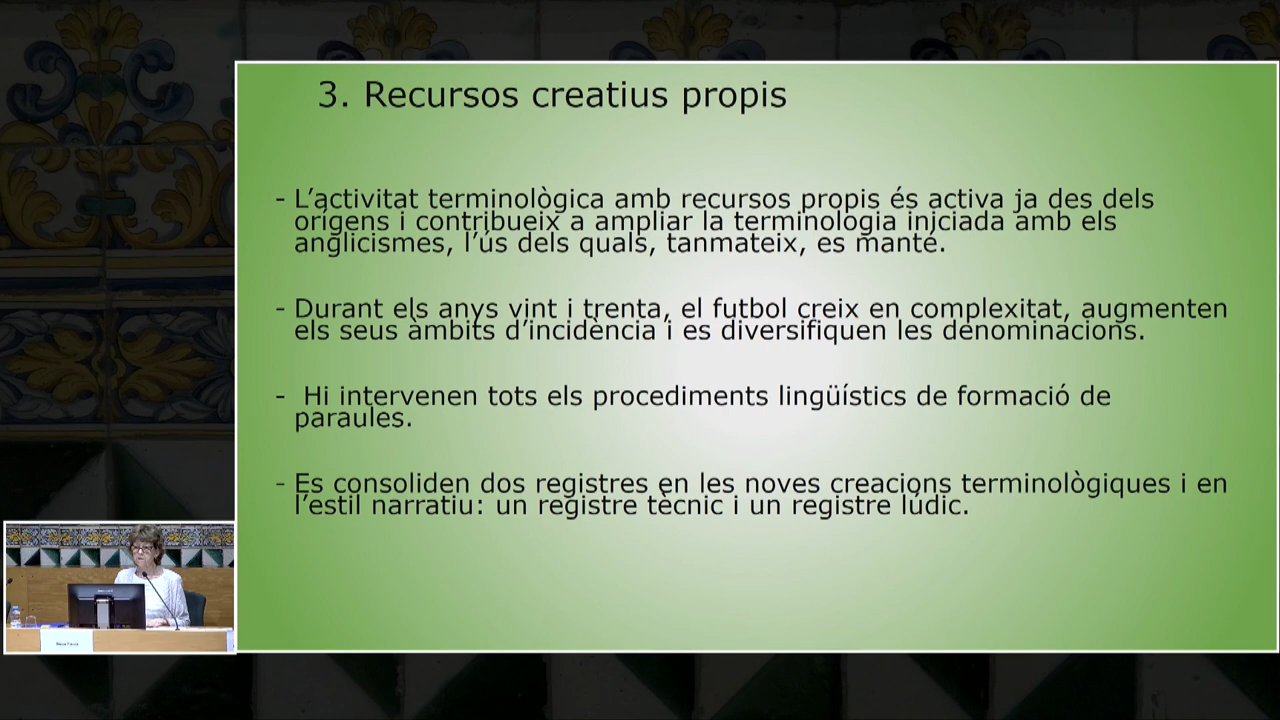 3. Recursos creatius propis
- L’activitat terminològica amb recursos propis és activa ja des dels
orígens i contribueix a ampliar la terminologia iniciada amb els
anglicismes, l’ús dels quals, tanmateix, es manté.
- Durant els anys vint i trenta, el futbol creix en complexitat, augmenten
els seus àmbits d’incidència i es diversifiquen les denominacions.
- Hi intervenen tots els procediments lingüístics de formació de
paraules.
- Es consoliden dos registres en les noves creacions terminològiques i en
l’estil narratiu: un registre tècnic i un registre lúdic.